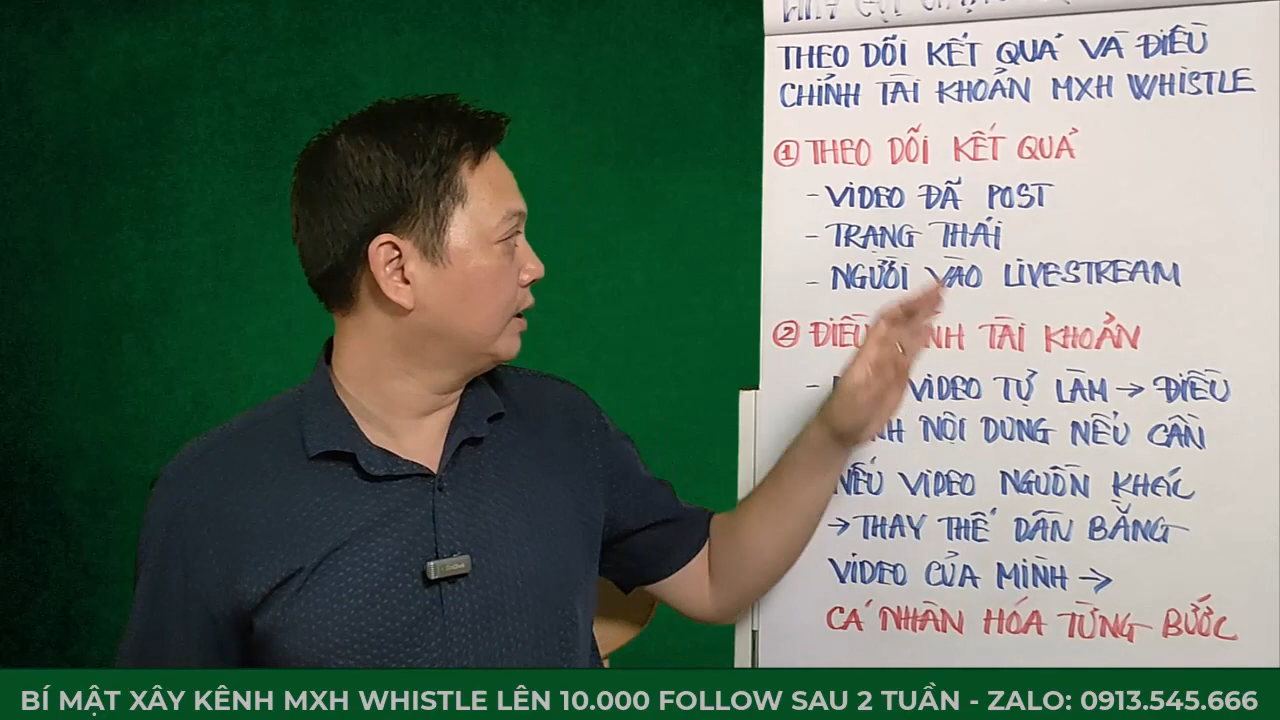 THEO DÕI KẾT QUẢ VÀ ĐIỀU
CHỈNH TÀI KHOẢN MXH WHISTLE
① THEO DÕI KẾT QUẢ
- VIDEO ĐÃ POST
- TRẠNG THÁI
- NGƯỜI VÀO LIVESTREAM
② TÀI KHOẢN
- VIDEO TỰ LÀM → ĐIỀU
NỘI DUNG NẾU CẦN
NẾU VIDEO NGUỒN KHÁC
→ THAY THẾ DẦN BẰNG
VIDEO CỦA MÌNH →
CÁ NHÂN HÓA TỪNG BƯỚC
BÍ MẬT XÂY KÊNH MXH WHISTLE LÊN 10.000 FOLLOW SAU 2 TUẦN - ZALO: 0913.545.666